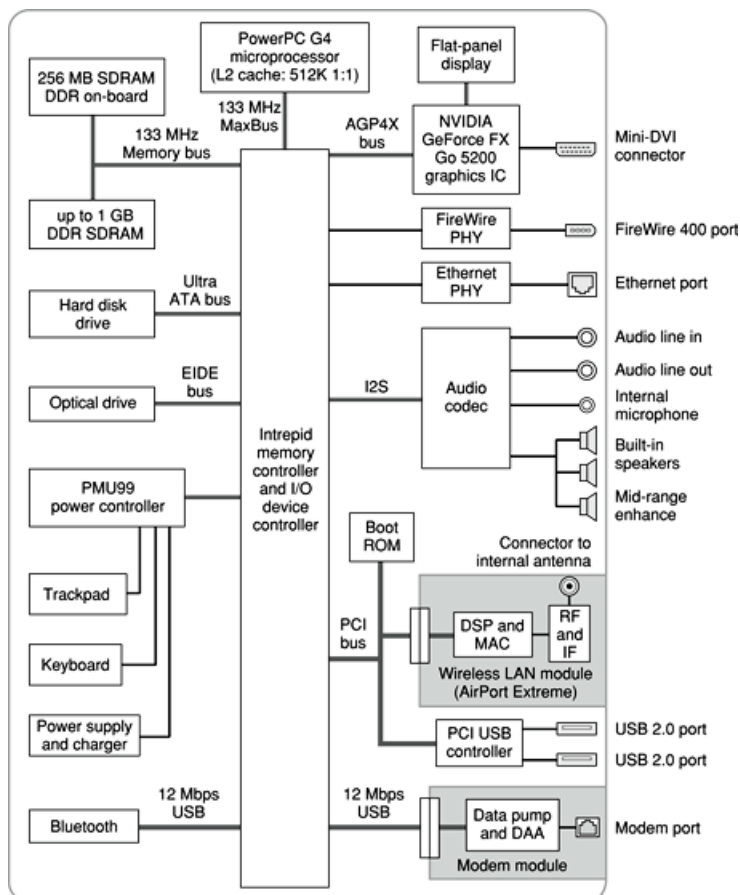 PowerPC G4
microprocessor
(L2 cache: 512K 1:1)
Flat-panel
display
256 MB SDRAM
DDR on-board
133 MHz
MaxBus
133 MHz
Memory bus
AGP4X
bus
NVIDIA
GeForce FX
Go 5200
graphics IC
Mini-DVI
connector
up to 1 GB
DDR SDRAM
FireWire
PHY
FireWire 400 port
Ethernet
PHY
Ethernet port
Ultra
ATA bus
Hard disk
drive
Audio line in
Audio line out
Internal
microphone
Built-in
speakers
Mid-range
enhance
I2S
Audio
codec
EIDE
bus
Optical drive
Intrepid
memory
controller
and I/O
device
controller
PMU99
power controller
Boot
ROM
Connector to
internal antenna
Trackpad
Keyboard
Power supply
and charger
PCI
bus
DSP and
MAC
RF
and
IF
Wireless LAN module
(AirPort Extreme)
PCI USB
controller
USB 2.0 port
USB 2.0 port
12 Mbps
USB
Bluetooth
12 Mbps
USB
Data pump
and DAA
Modem port
Modem module